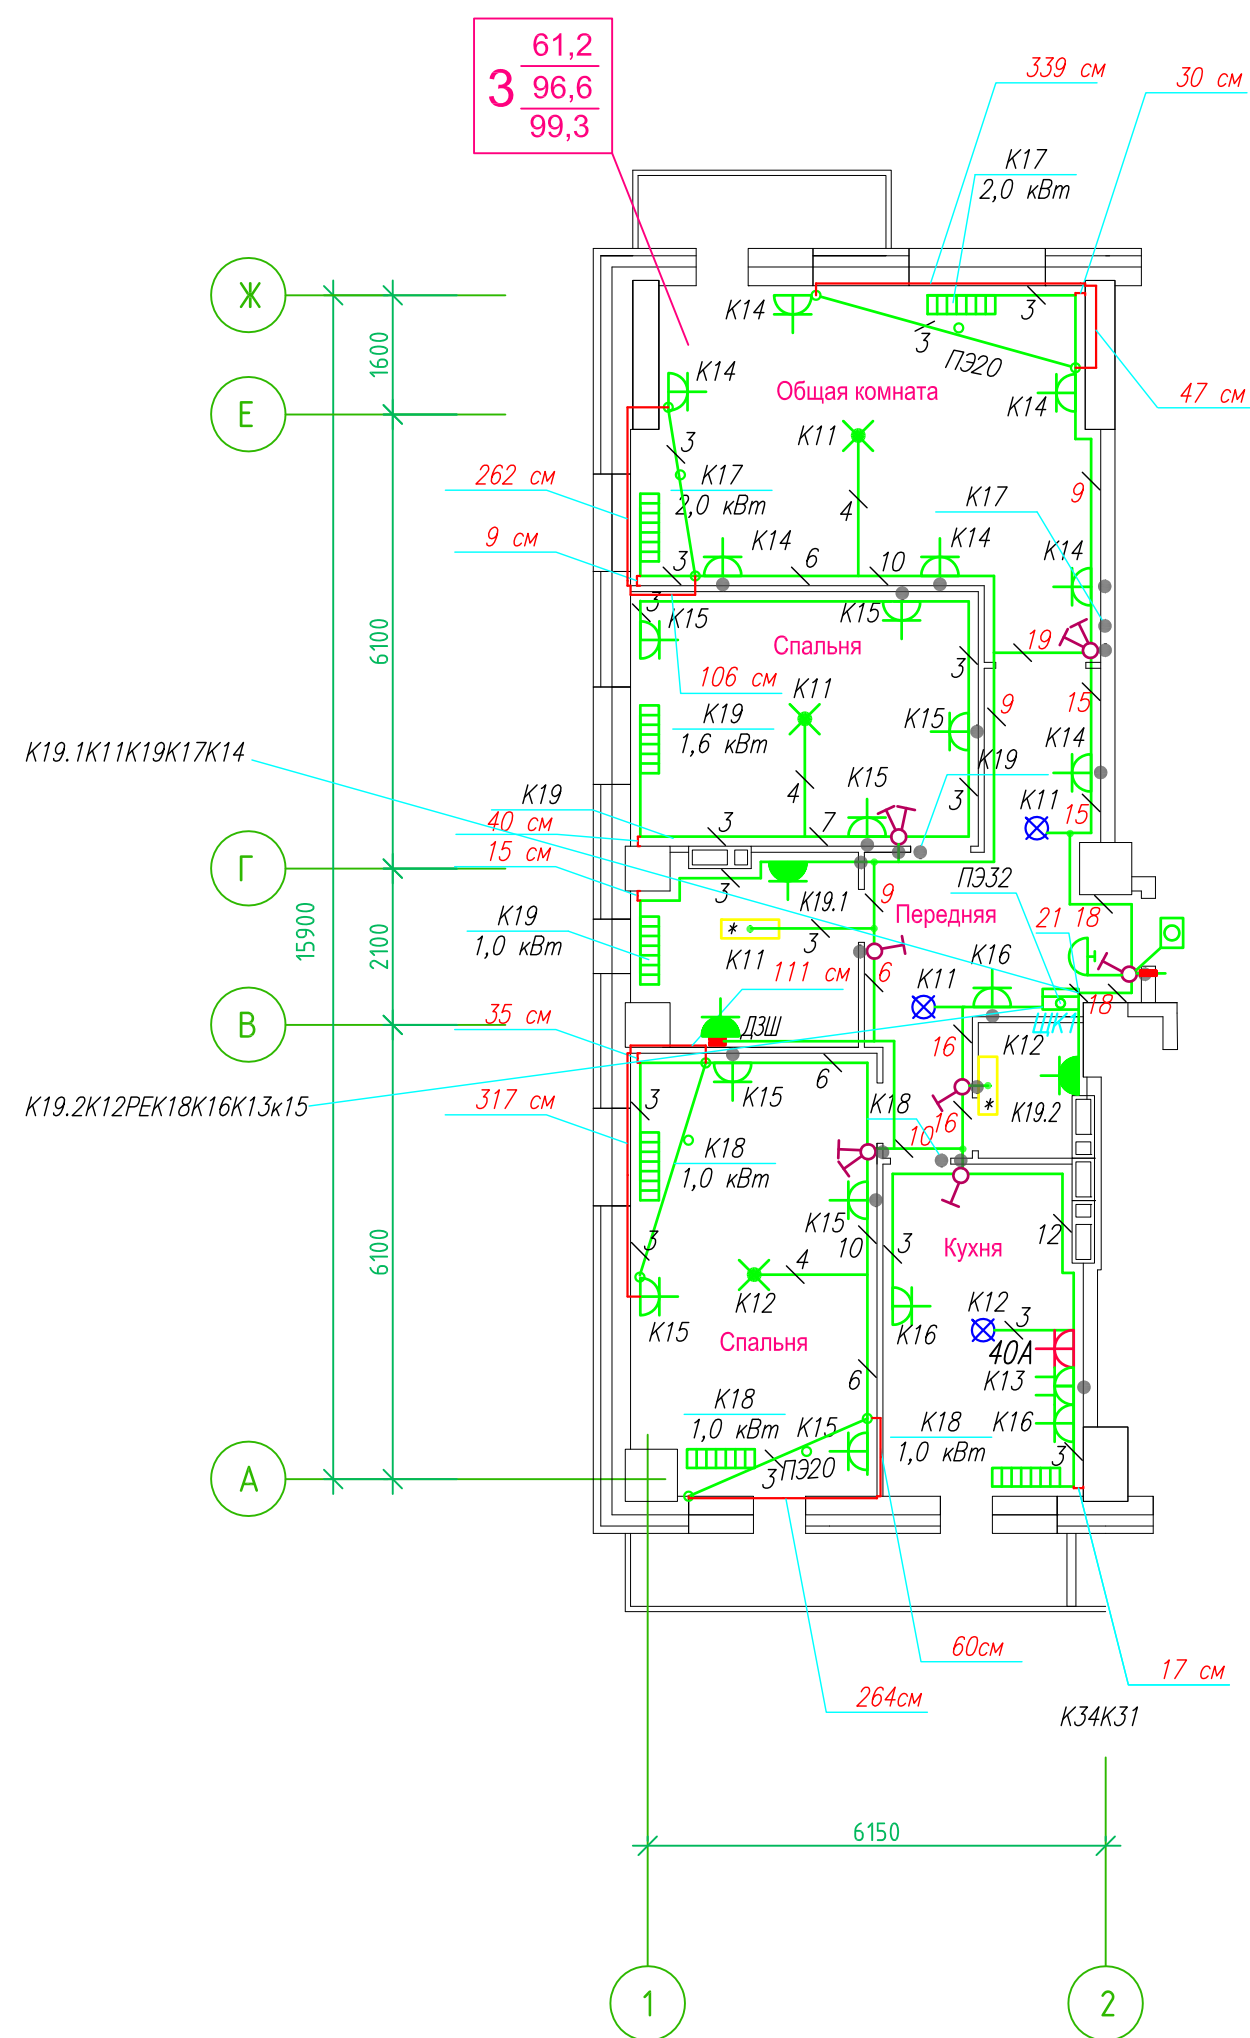 61,2
3 96,6
99,3
339 см
30 см
К17
2,0 кВт
Ж
К14
3
3
ПЭ20
1600
К14
Общая комната
К14
47 см
Е
К11
3
262 см
К17
2,0 кВт
9
К17
4
9 см
3
К14
6
10
К14
К14
3
К15
К15
6100
Спальня
19
3
106 см
К11
15
9
К19
1,6 кВт
К15
К14
К19.1К11К19К17К14
К19
К15
4
3
К19
К11
40 см
3
7
15
15 см
Г
3
К19.1
9
ПЭ32
15900
2100
К19
1,0 кВт
Передняя
21
18
*
3
К11
К16
111 см
6
К11
18
35 см
В
ДЗШ
ЩК1
16
К12
6
К19.2К12РЕК18К16К13к15
317 см
3
К15
К18
16
*
К19.2
10
К18
1,0 кВт
К15
6100
3
10
3
Кухня
12
4
К12
К12
3
К15
К16
Спальня
40А
6
К13
К18
1,0 кВт
К15
К18
1,0 кВт
К16
3
А
3
ПЭ20
60см
17 см
264см
К34К31
6150
1
2